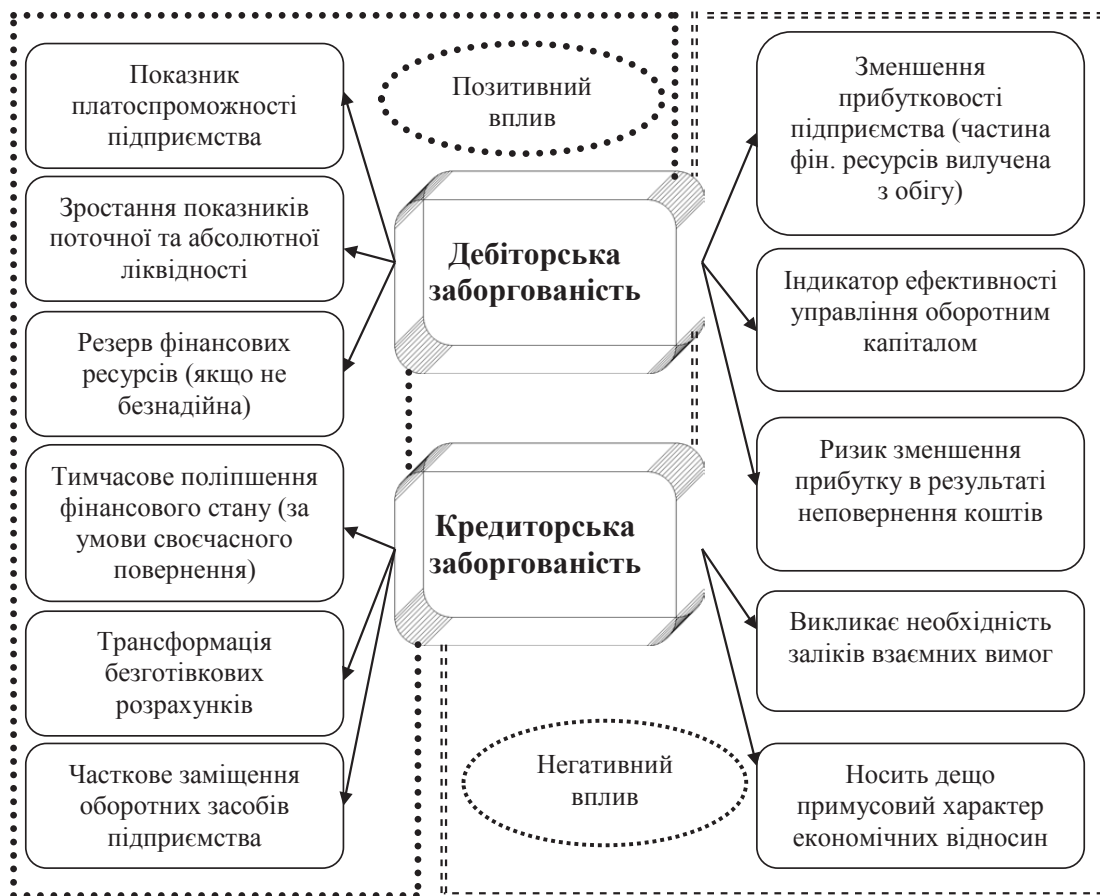 Показник
платоспроможності
підприємства
Зростання показників
поточної та абсолютної
ліквідності
Резерв фінансових
ресурсів (якщо не
безнадійна)
Тимчасове поліпшення
фінансового стану (за
умови своєчасного
повернення)
Трансформація
безготівкових
розрахунків
Часткове заміщення
оборотних засобів
підприємства
Позитивний
вплив
Дебіторська
заборгованість
Кредиторська
заборгованість
Негативний
вплив
Зменшення
прибутковості
підприємства (частина
фін. ресурсів вилучена
з обігу)
Індикатор ефективності
управління оборотним
капіталом
Ризик зменшення
прибутку в результаті
неповернення коштів
Викликає необхідність
заліків взаємних вимог
Носить дещо
примусовий характер
економічних відносин